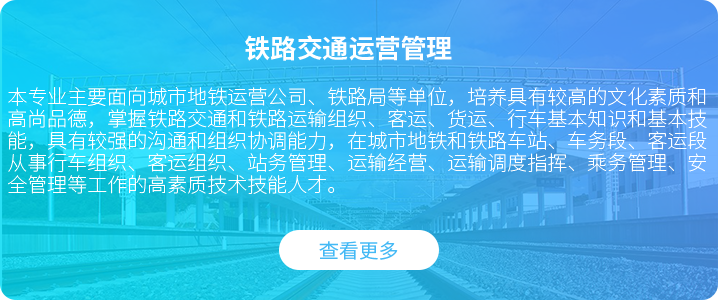 铁路交通运营管理
本专业主要面向城市地铁运营公司、铁路局等单位，培养具有较高的文化素质和
高尚品德，掌握铁路交通和铁路运输组织、客运、货运、行车基本知识和基本技
能，具有较强的沟通和组织协调能力，在城市地铁和铁路车站、车务段、客运段
从事行车组织、客运组织、站务管理、运输经营、运输调度指挥、乘务管理、安
全管理等工作的高素质技术技能人才。
查看更多